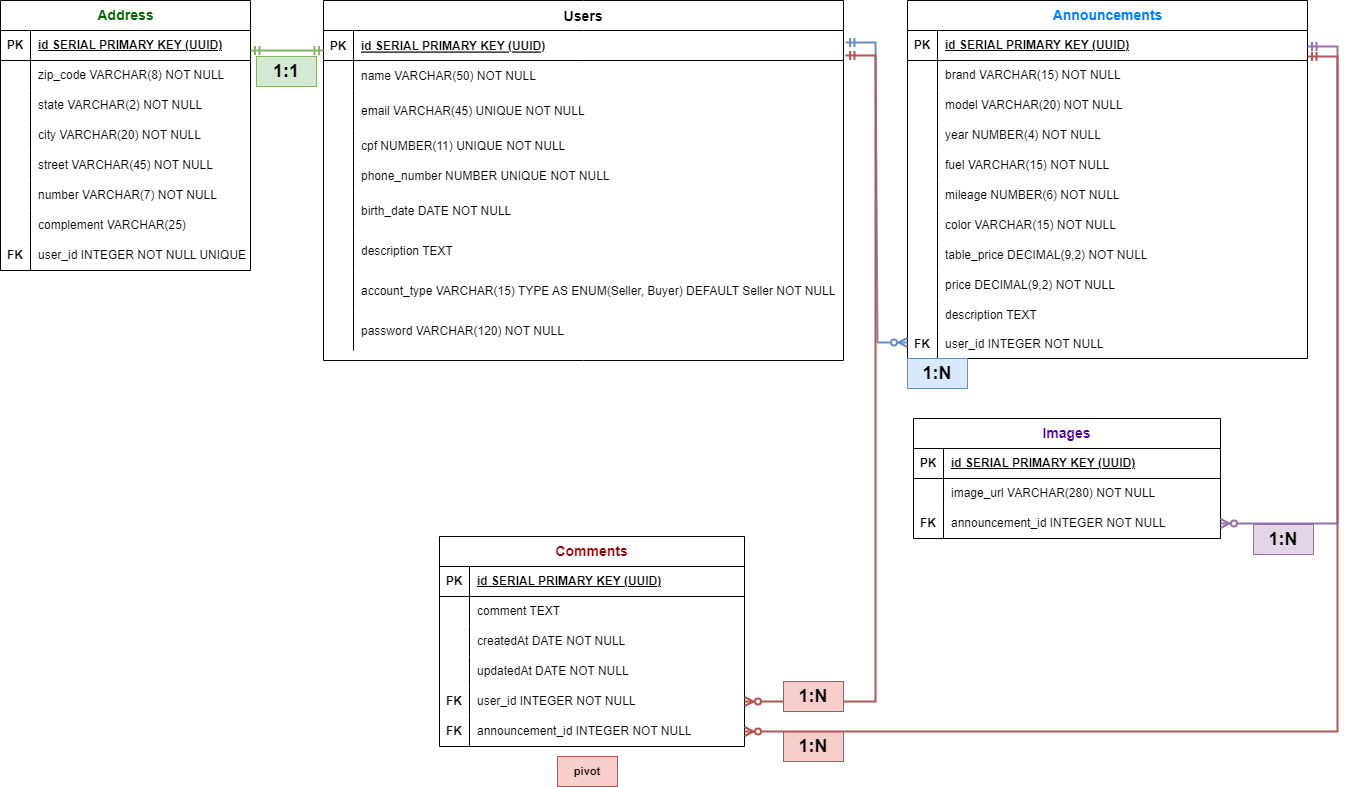 Address
PK id SERIAL PRIMARY KEY (UUID)
zip_code VARCHAR(8) NOT NULL
state VARCHAR(2) NOT NULL
city VARCHAR(20) NOT NULL
street VARCHAR(45) NOT NULL
number VARCHAR(7) NOT NULL
complement VARCHAR(25)
FK user_id INTEGER NOT NULL UNIQUE
1:1
Users
PK id SERIAL PRIMARY KEY (UUID)
name VARCHAR(50) NOT NULL
email VARCHAR(45) UNIQUE NOT NULL
cpf NUMBER(11) UNIQUE NOT NULL
phone_number NUMBER UNIQUE NOT NULL
birth_date DATE NOT NULL
description TEXT
account_type VARCHAR(15) TYPE AS ENUM(Seller, Buyer) DEFAULT Seller NOT NULL
password VARCHAR(120) NOT NULL
Announcements
PK id SERIAL PRIMARY KEY (UUID)
brand VARCHAR(15) NOT NULL
model VARCHAR(20) NOT NULL
year NUMBER(4) NOT NULL
fuel VARCHAR(15) NOT NULL
mileage NUMBER(6) NOT NULL
color VARCHAR(15) NOT NULL
table_price DECIMAL(9,2) NOT NULL
price DECIMAL(9,2) NOT NULL
description TEXT
FK user_id INTEGER NOT NULL
1:N
Images
PK id SERIAL PRIMARY KEY (UUID)
image_url VARCHAR(280) NOT NULL
FK announcement_id INTEGER NOT NULL
1:N
Comments
PK id SERIAL PRIMARY KEY (UUID)
comment TEXT
createdAt DATE NOT NULL
updatedAt DATE NOT NULL
FK user_id INTEGER NOT NULL
1:N
FK announcement_id INTEGER NOT NULL
1:N
pivot